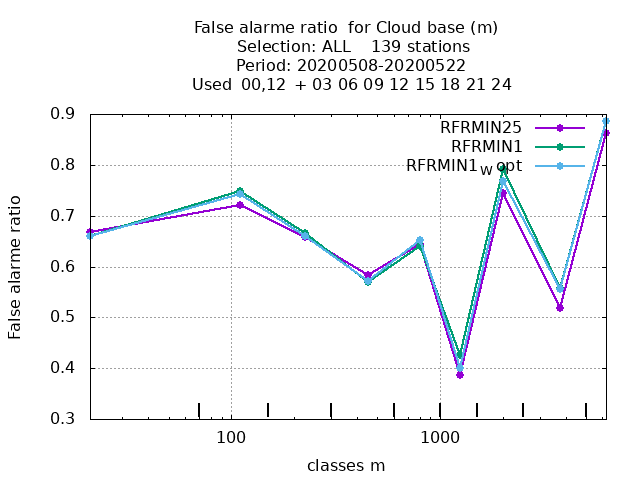 False alarme ratio  for Cloud base (m)
Selection: ALL    139 stations
Period: 20200508-20200522
Used  00,12  + 03 06 09 12 15 18 21 24
RFRMIN25
RFRMIN1
RFRMIN1w opt
0.9
0.8
0.7
0.6
0.5
0.4
0.3
False alarme ratio
100
1000
classes m